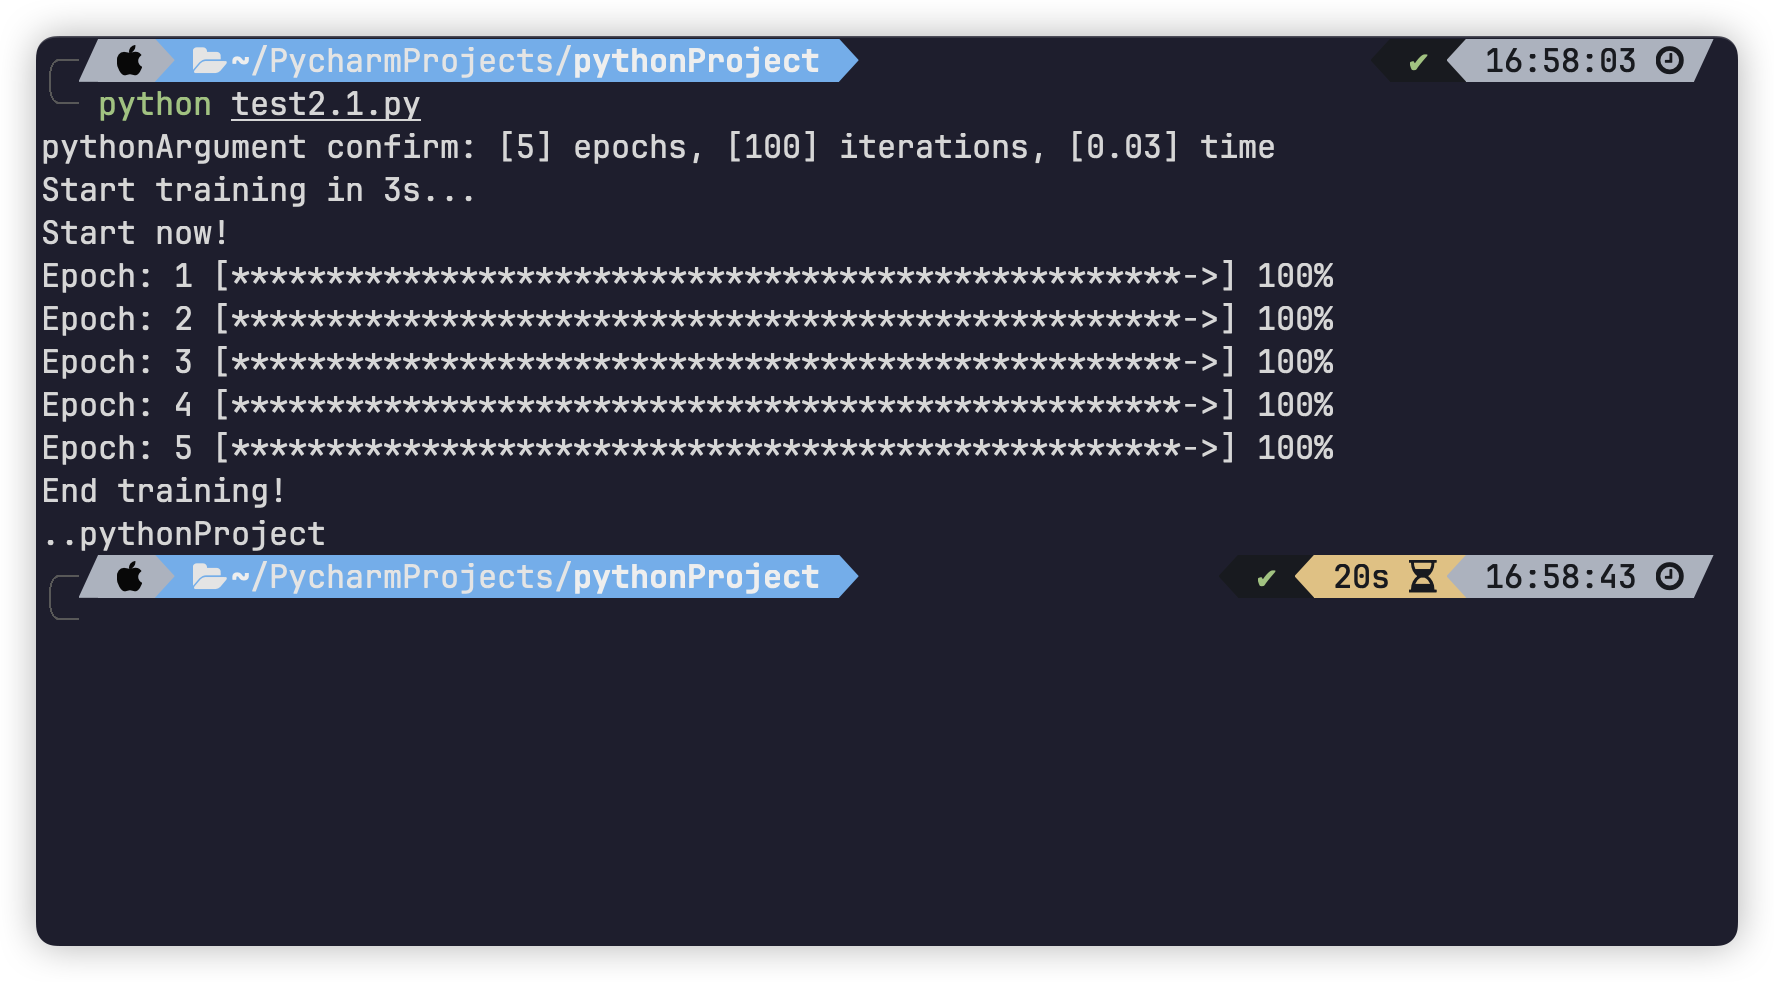 ~/PycharmProjects/pythonProject ✔ 16:58:03
python test2.1.py
pythonArgument confirm: [5] epochs, [100] iterations, [0.03] time
Start training in 3s...
Start now!
Epoch: 1 [**************************************************->] 100%
Epoch: 2 [**************************************************->] 100%
Epoch: 3 [**************************************************->] 100%
Epoch: 4 [**************************************************->] 100%
Epoch: 5 [**************************************************->] 100%
End training!
..pythonProject
~/PycharmProjects/pythonProject ✔ 20s 16:58:43